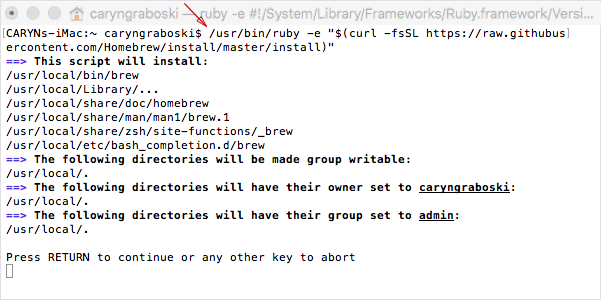 caryngraboski — ruby -e #!/System/Library/Frameworks/Ruby.framework/Versi...
[CARYNs-iMac:~ caryngraboski$ /usr/bin/ruby -e "$(curl -fsSL https://raw.githubus]
ercontent.com/Homebrew/install/master/install)"
==> This script will install:
/usr/local/bin/brew
/usr/local/Library/...
/usr/local/share/doc/homebrew
/usr/local/share/man/man1/brew.1
/usr/local/share/zsh/site-functions/_brew
/usr/local/etc/bash_completion.d/brew
==> The following directories will be made group writable:
/usr/local/.
==> The following directories will have their owner set to caryngraboski:
/usr/local/.
==> The following directories will have their group set to admin:
/usr/local/.
Press RETURN to continue or any other key to abort